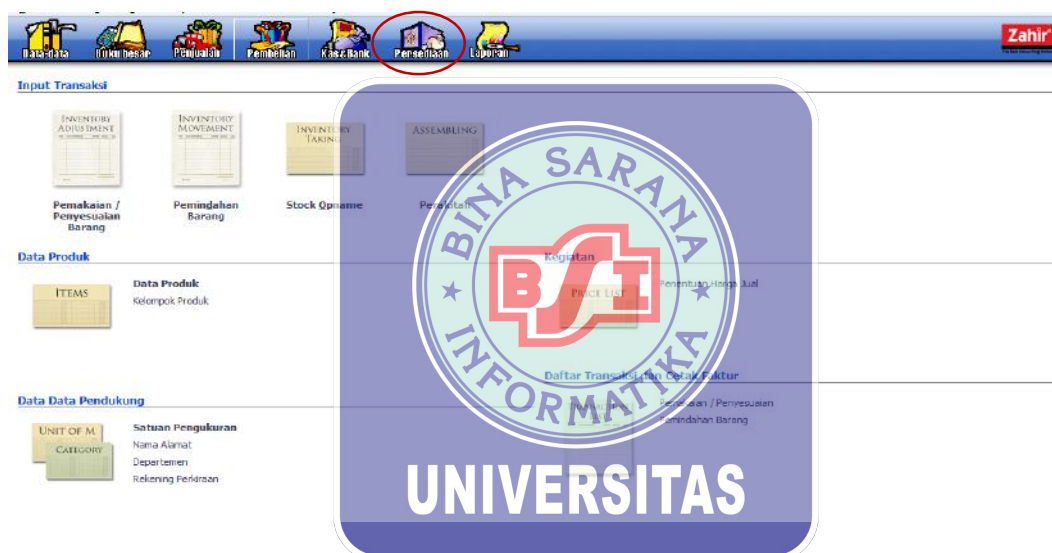 Data-data Buku besar Penjualan Pembelian Kas&Bank Persediaan Laporan
Zahir
Input Transaksi
INVENTORY ADJUSTMENT
INVENTORY MOVEMENT
INVENTORY TAKING
ASSEMBLING
Pemakaian / Penyesuaian Barang
Pemindahan Barang
Stock Opname
Perakitan
Data Produk
ITEMS
Data Produk
Kelompok Produk
Kegiatan
PRICE LIST
Penentuan Harga Jual
Daftar Transaksi dan Cetak Faktur
Pemakaian / Penyesuaian
Pemindahan Barang
Data Data Pendukung
UNIT OF M
CATEGORY
Satuan Pengukuran
Nama Alamat
Departemen
Rekening Perkiraan
BINA SARANA
BSI
INFORMATIKA
UNIVERSITAS